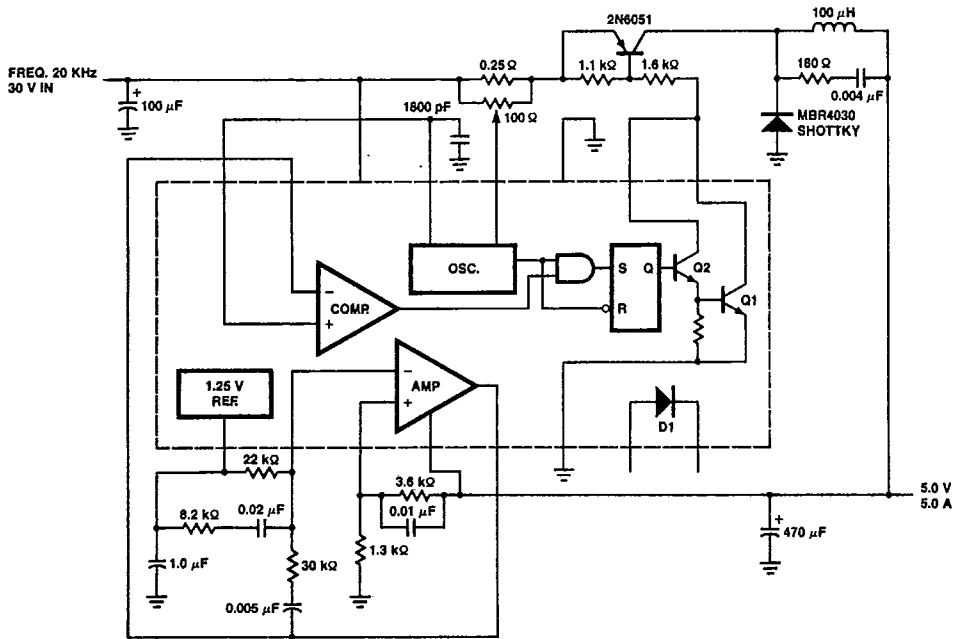 2N6051
100 µH
FREQ. 20 KHz
30 V IN
0.25 Ω
1.1 kΩ
1.6 kΩ
180 Ω
0.004 µF
+
100 µF
1800 pF
100 Ω
MBR4030
SHOTTKY
OSC.
S Q
R
Q2
Q1
−
COMP.
+
1.25 V
REF.
−
AMP
+
D1
22 kΩ
3.6 kΩ
5.0 V
5.0 A
8.2 kΩ
0.02 µF
0.01 µF
+
470 µF
1.0 µF
30 kΩ
1.3 kΩ
0.005 µF